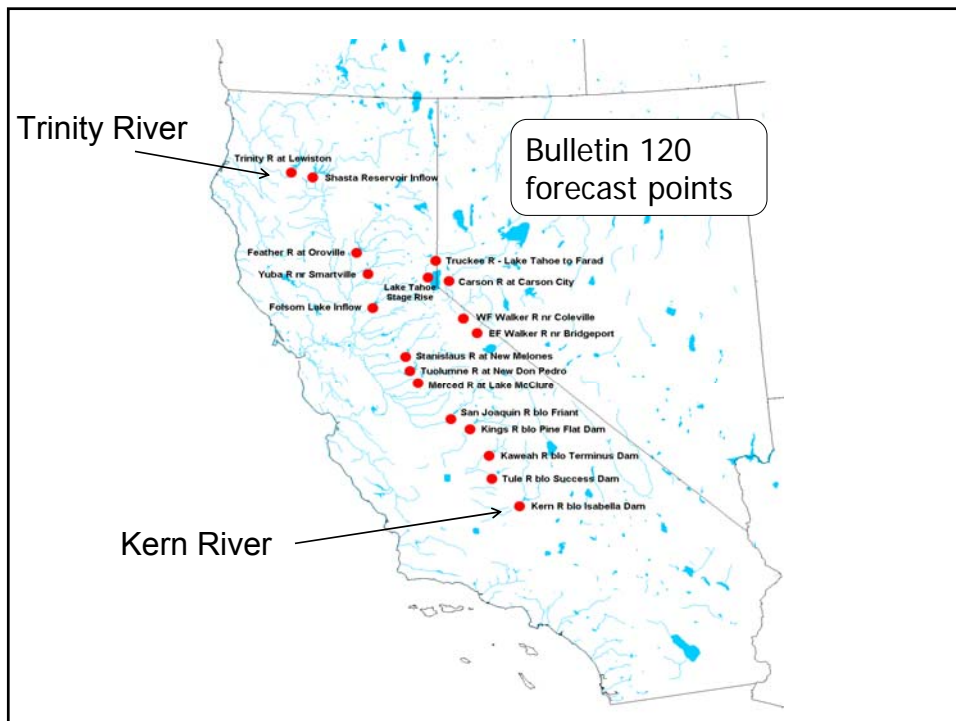 Trinity River
Bulletin 120
forecast points
Trinity R at Lewiston
Shasta Reservoir Inflow
Feather R at Oroville
Truckee R - Lake Tahoe to Farad
Yuba R nr Smartville
Lake Tahoe
Stage Rise
Carson R at Carson City
Folsom Lake Inflow
WF Walker R nr Coleville
EF Walker R nr Bridgeport
Stanislaus R at New Melones
Tuolumne R at New Don Pedro
Merced R at Lake McClure
San Joaquin R blo Friant
Kings R blo Pine Flat Dam
Kaweah R blo Terminus Dam
Tule R blo Success Dam
Kern R blo Isabella Dam
Kern River